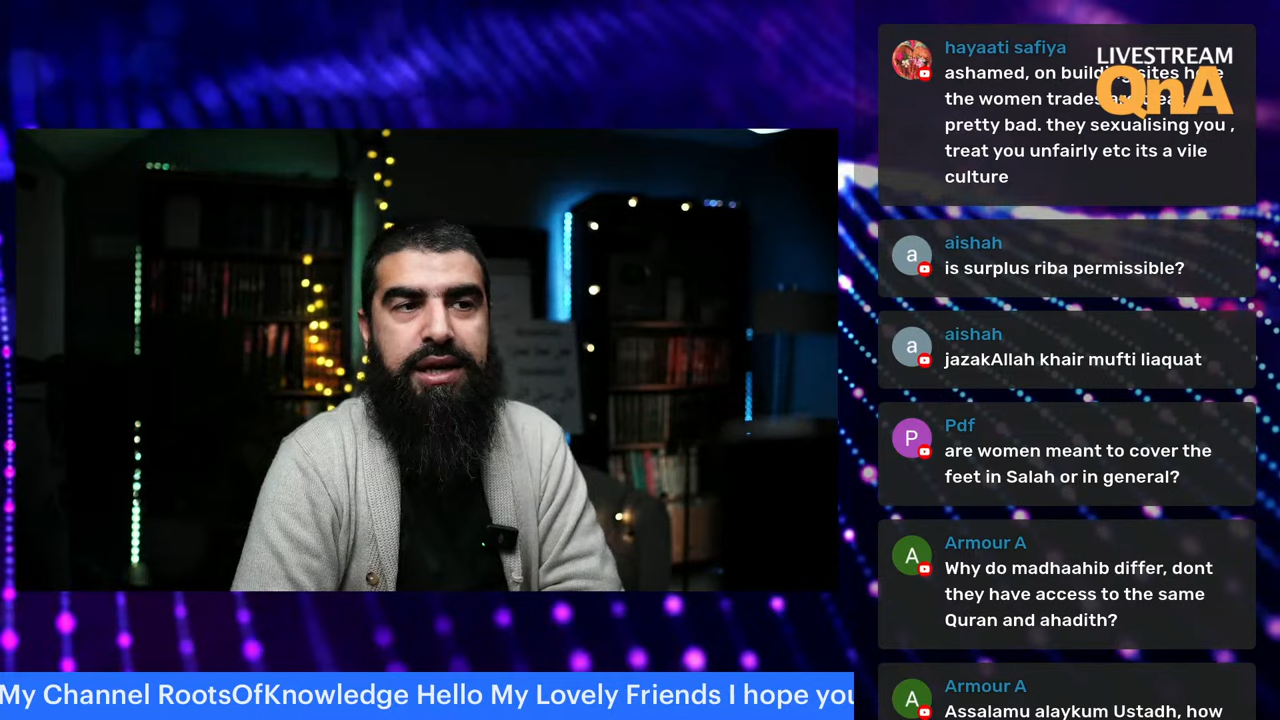 LIVESTREAM
QnA
hayaati safiya
ashamed, on building sites here
the women trades are
pretty bad. they sexualising you ,
treat you unfairly etc its a vile
culture
a
aishah
is surplus riba permissible?
a
aishah
jazakAllah khair mufti liaquat
P
Pdf
are women meant to cover the
feet in Salah or in general?
A
Armour A
Why do madhaahib differ, dont
they have access to the same
Quran and ahadith?
A
Armour A
Assalamu alaykum Ustadh, how
My Channel RootsOfKnowledge Hello My Lovely Friends I hope you